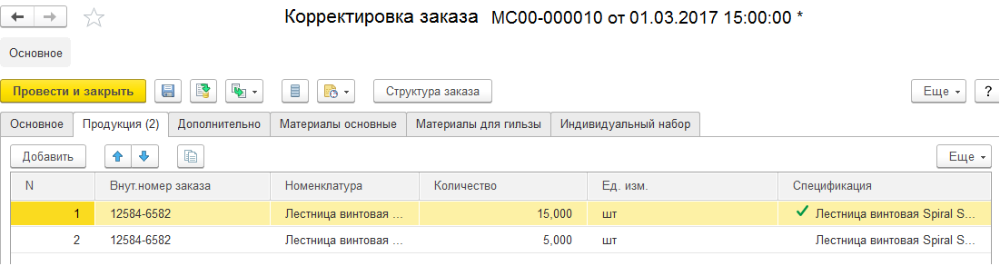 Корректировка заказа МС00-000010 от 01.03.2017 15:00:00 *
Основное
Провести и закрыть Структура заказа Еще ?
Основное Продукция (2) Дополнительно Материалы основные Материалы для гильзы Индивидуальный набор
Добавить Еще
N Внут.номер заказа Номенклатура Количество Ед. изм. Спецификация
1 12584-6582 Лестница винтовая ... 15,000 шт Лестница винтовая Spiral S...
2 12584-6582 Лестница винтовая ... 5,000 шт Лестница винтовая Spiral S...